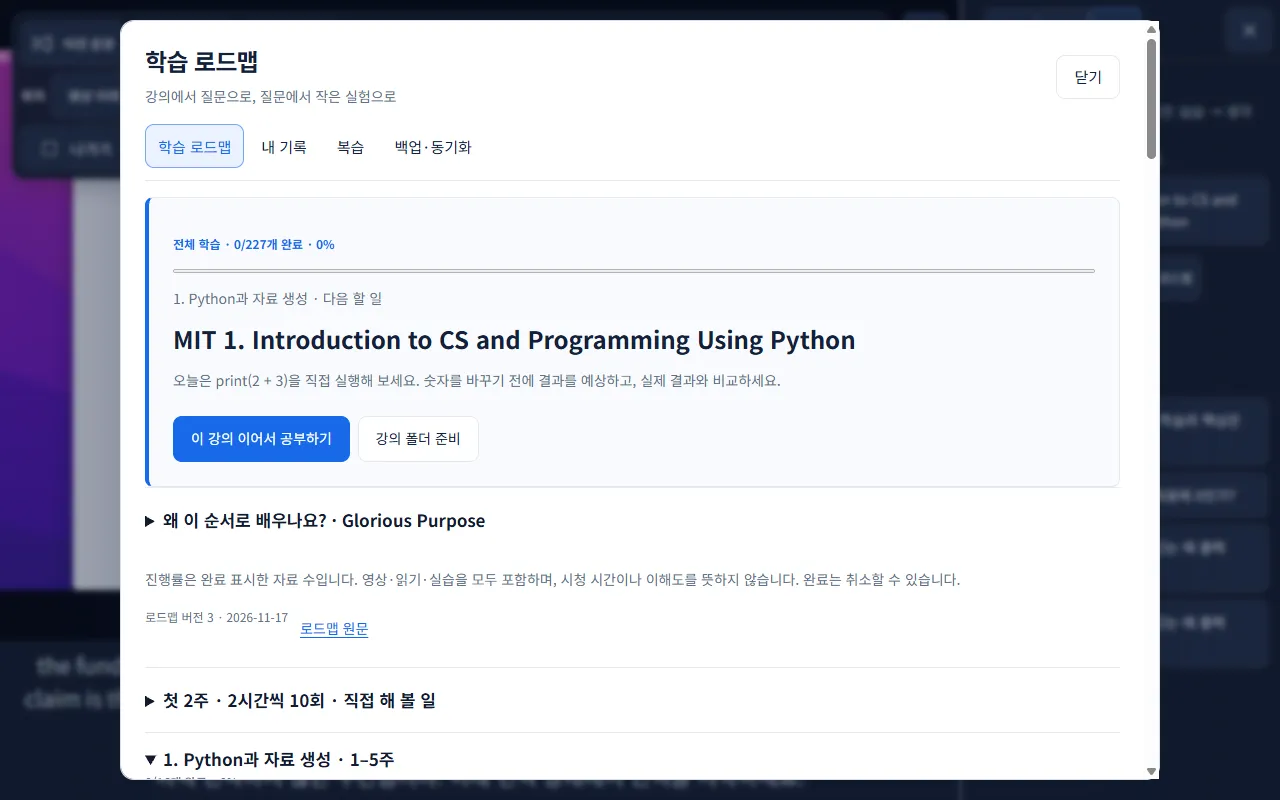 학습 로드맵
닫기
강의에서 질문으로, 질문에서 작은 실험으로
학습 로드맵
내 기록
복습
백업·동기화
전체 학습 · 0/227개 완료 · 0%
1. Python과 자료 생성 · 다음 할 일
MIT 1. Introduction to CS and Programming Using Python
오늘은 print(2 + 3)을 직접 실행해 보세요. 숫자를 바꾸기 전에 결과를 예상하고, 실제 결과와 비교하세요.
이 강의 이어서 공부하기
강의 폴더 준비
▶ 왜 이 순서로 배우나요? · Glorious Purpose
진행률은 완료 표시한 자료 수입니다. 영상·읽기·실습을 모두 포함하며, 시청 시간이나 이해도를 뜻하지 않습니다. 완료는 취소할 수 있습니다.
로드맵 버전 3 · 2026-11-17
로드맵 원문
▶ 첫 2주 · 2시간씩 10회 · 직접 해 볼 일
▼ 1. Python과 자료 생성 · 1–5주
the fund
claim is th